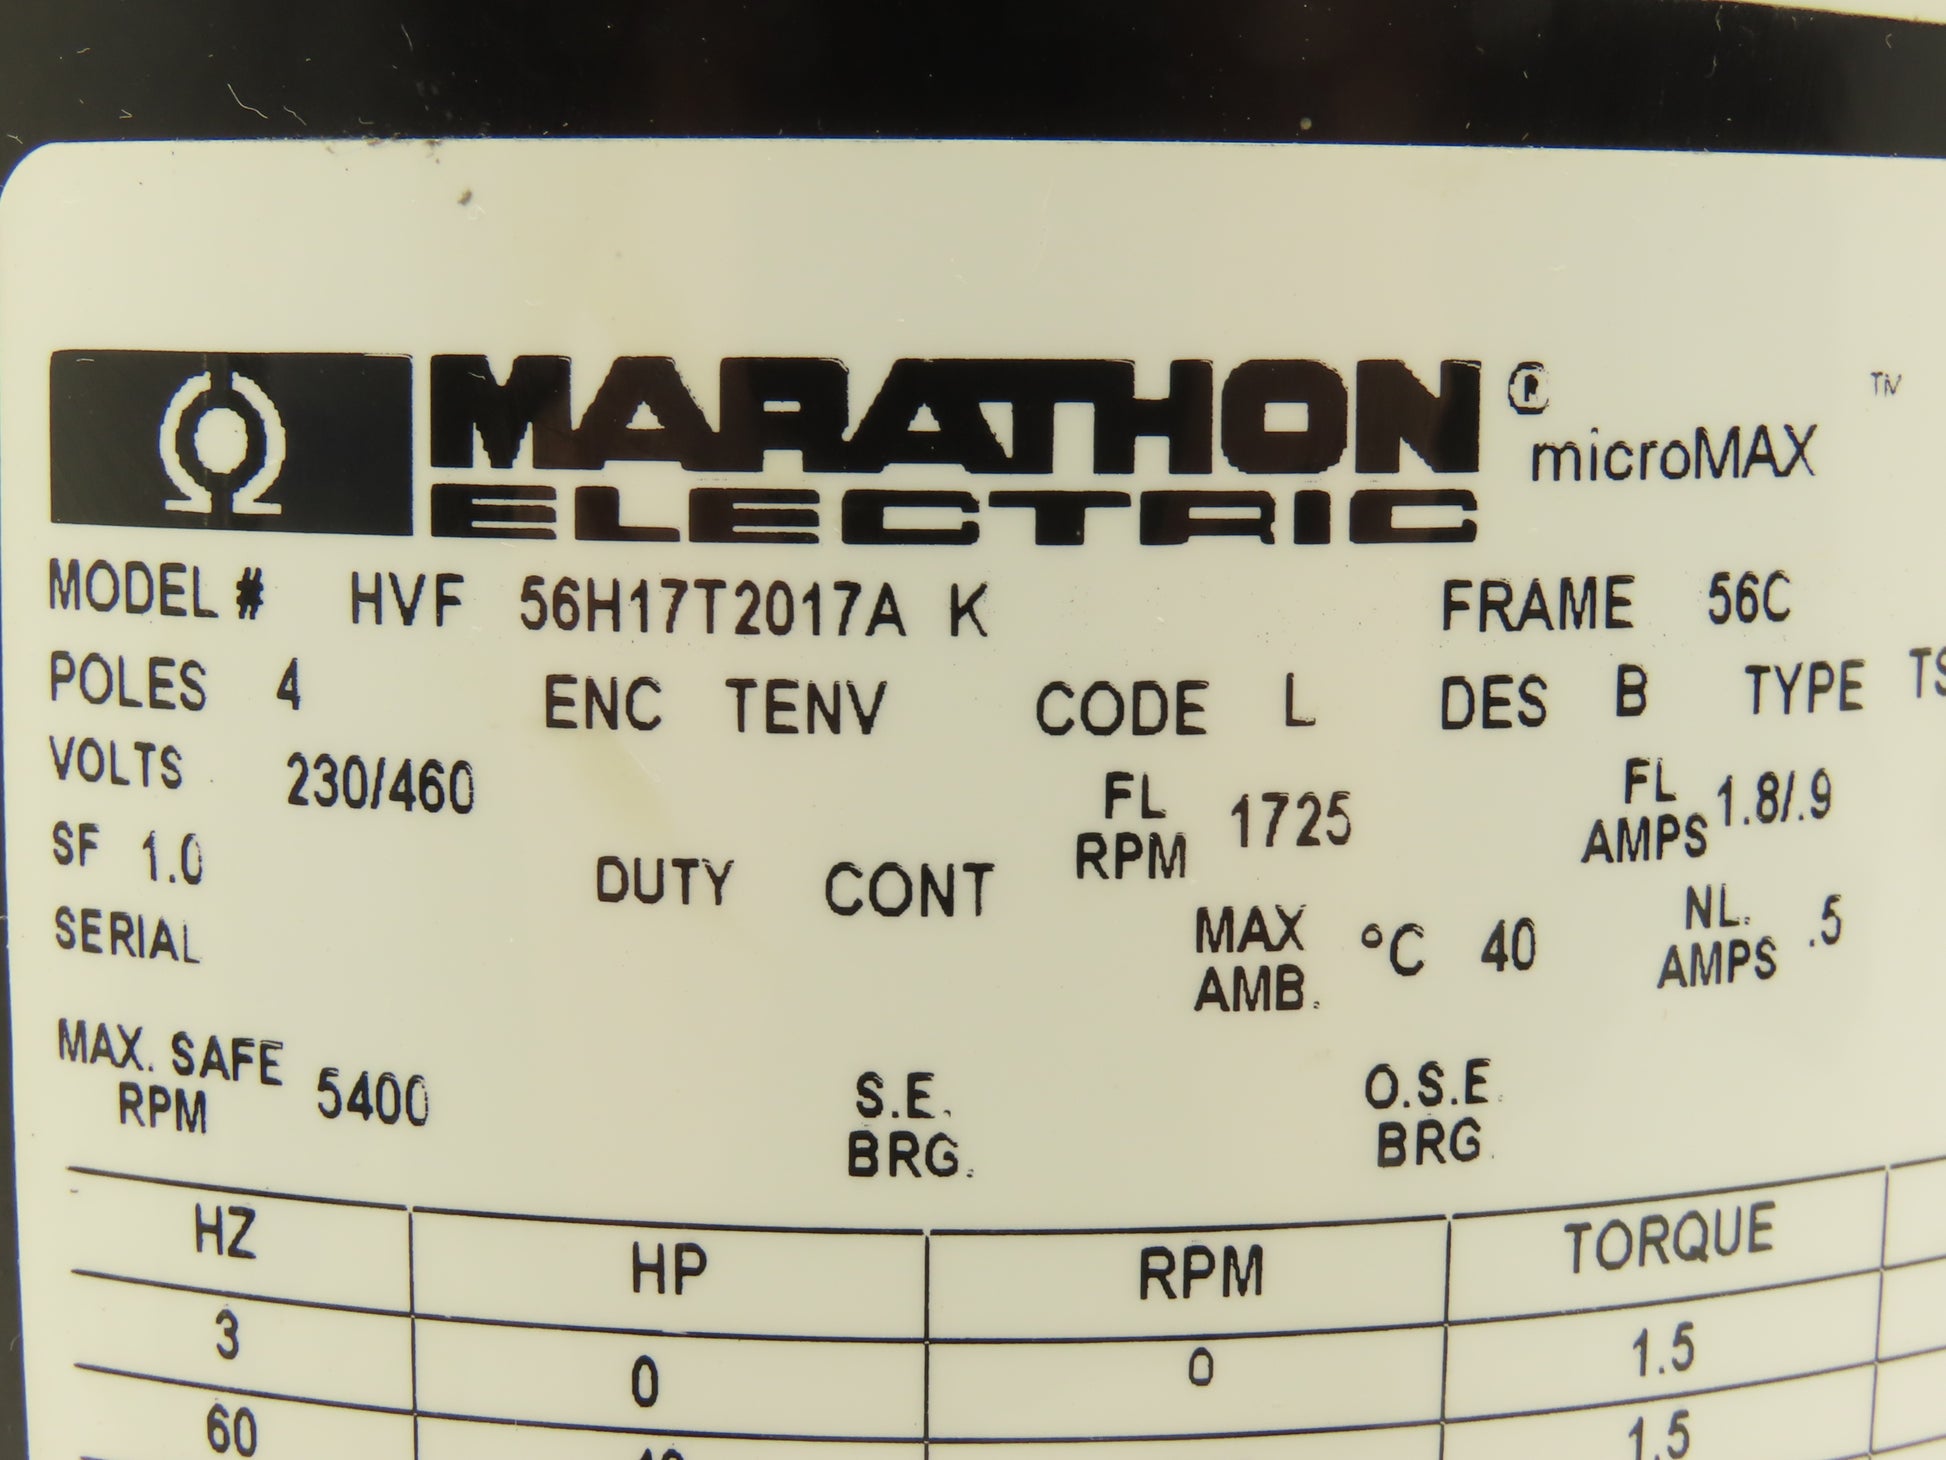 MARATHON ®
ELECTRIC microMAX ™
MODEL # HVF 56H17T2017A K FRAME 56C
POLES 4 ENC TENV CODE L DES B TYPE
VOLTS 230/460 FL RPM 1725 FL AMPS 1.8/.9
SF 1.0 DUTY CONT MAX AMB. °C 40 NL. AMPS .5
SERIAL
MAX. SAFE RPM 5400 S.E. BRG. O.S.E. BRG.
HZ HP RPM TORQUE
3 0 0 1.5
60 1.5